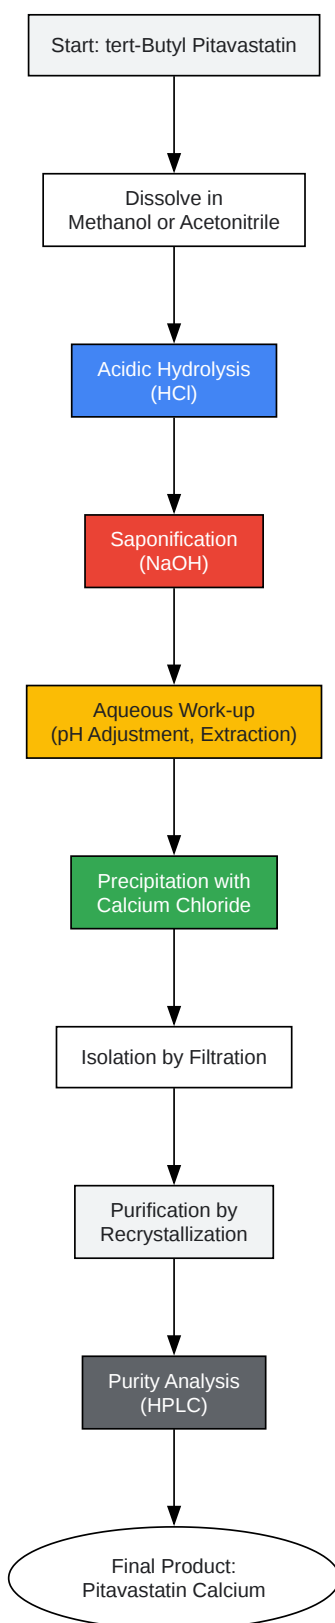 Start: tert-Butyl Pitavastatin
Dissolve in
Methanol or Acetonitrile
Acidic Hydrolysis
(HCl)
Saponification
(NaOH)
Aqueous Work-up
(pH Adjustment, Extraction)
Precipitation with
Calcium Chloride
Isolation by Filtration
Purification by
Recrystallization
Purity Analysis
(HPLC)
Final Product:
Pitavastatin Calcium